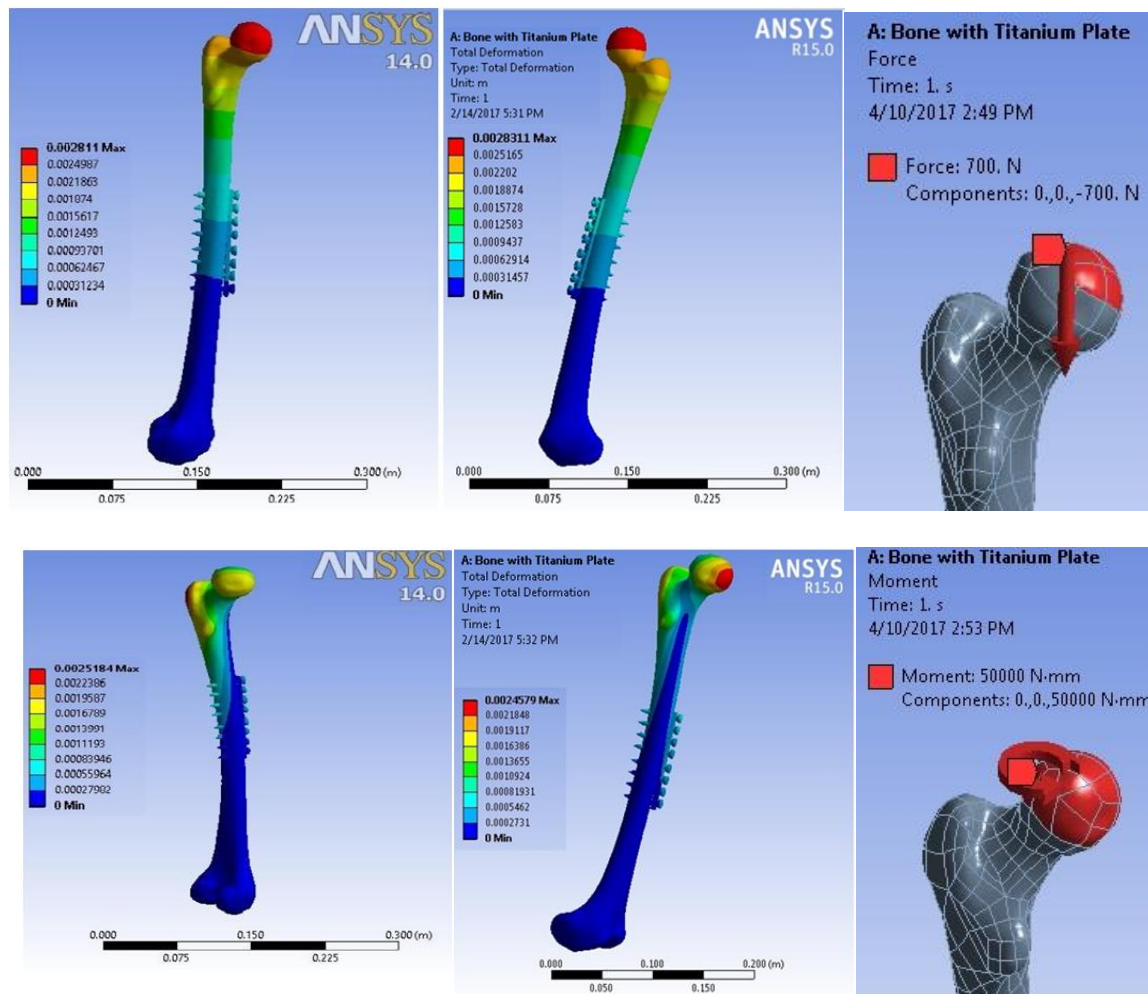 ANSYS
14.0
0.002811 Max
0.0024987
0.0021863
0.001874
0.0015617
0.0012493
0.00093701
0.00062467
0.00031234
0 Min
0.000
0.150
0.300 (m)
0.075
0.225
A: Bone with Titanium Plate
Total Deformation
Type: Total Deformation
Unit: m
Time: 1
2/14/2017 5:31 PM
ANSYS
R15.0
0.0028311 Max
0.0025165
0.002202
0.0018874
0.0015728
0.0012583
0.0009437
0.00062914
0.00031457
0 Min
0.000
0.150
0.300 (m)
0.075
0.225
A: Bone with Titanium Plate
Force
Time: 1. s
4/10/2017 2:49 PM
Force: 700. N
Components: 0.,0.,-700. N
ANSYS
14.0
0.0025184 Max
0.0022386
0.0019587
0.0016789
0.0013991
0.0011193
0.00083946
0.00055964
0.00027982
0 Min
0.000
0.150
0.300 (m)
0.075
0.225
A: Bone with Titanium Plate
Total Deformation
Type: Total Deformation
Unit: m
Time: 1
2/14/2017 5:32 PM
ANSYS
R15.0
0.0024579 Max
0.0021848
0.0019117
0.0016386
0.0013655
0.0010924
0.00081931
0.0005462
0.0002731
0 Min
0.000
0.100
0.200 (m)
0.050
0.150
A: Bone with Titanium Plate
Moment
Time: 1. s
4/10/2017 2:53 PM
Moment: 50000 N·mm
Components: 0.,0.,50000 N·mm